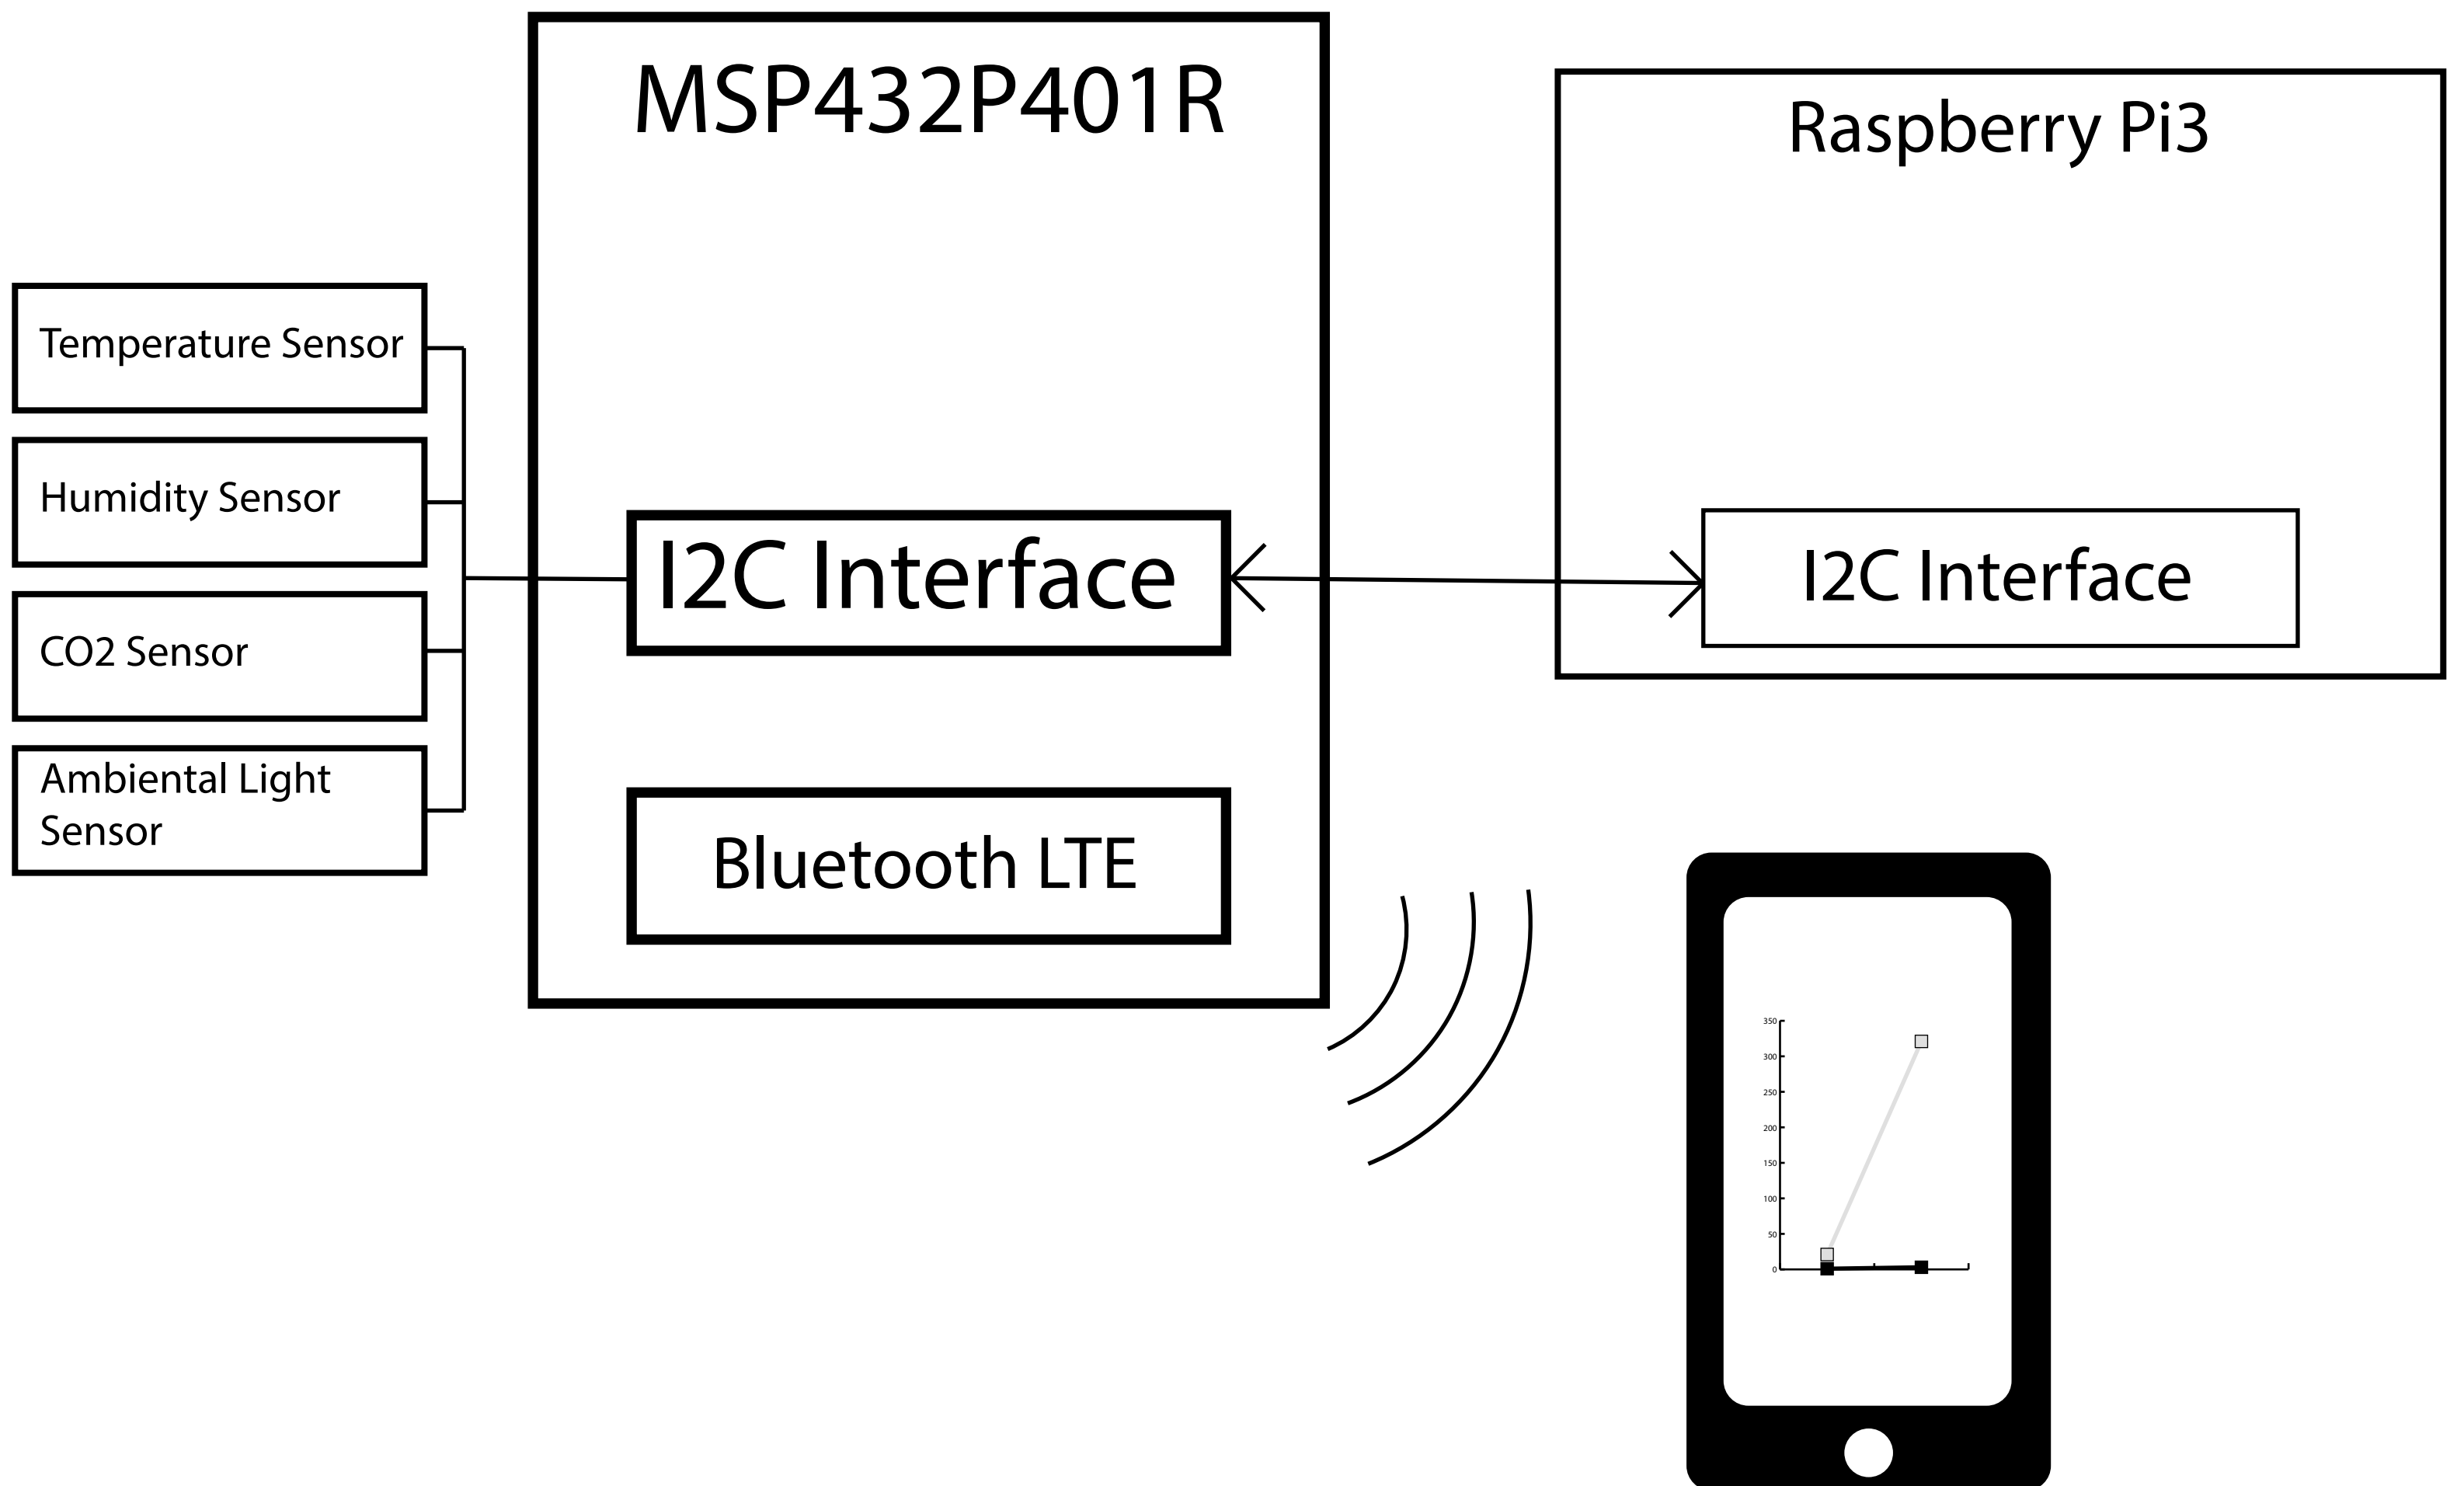 MSP432P401R
Raspberry Pi3
Temperature Sensor
Humidity Sensor
CO2 Sensor
Ambiental Light
Sensor
I2C Interface
I2C Interface
Bluetooth LTE
350
300
250
200
150
100
50
0